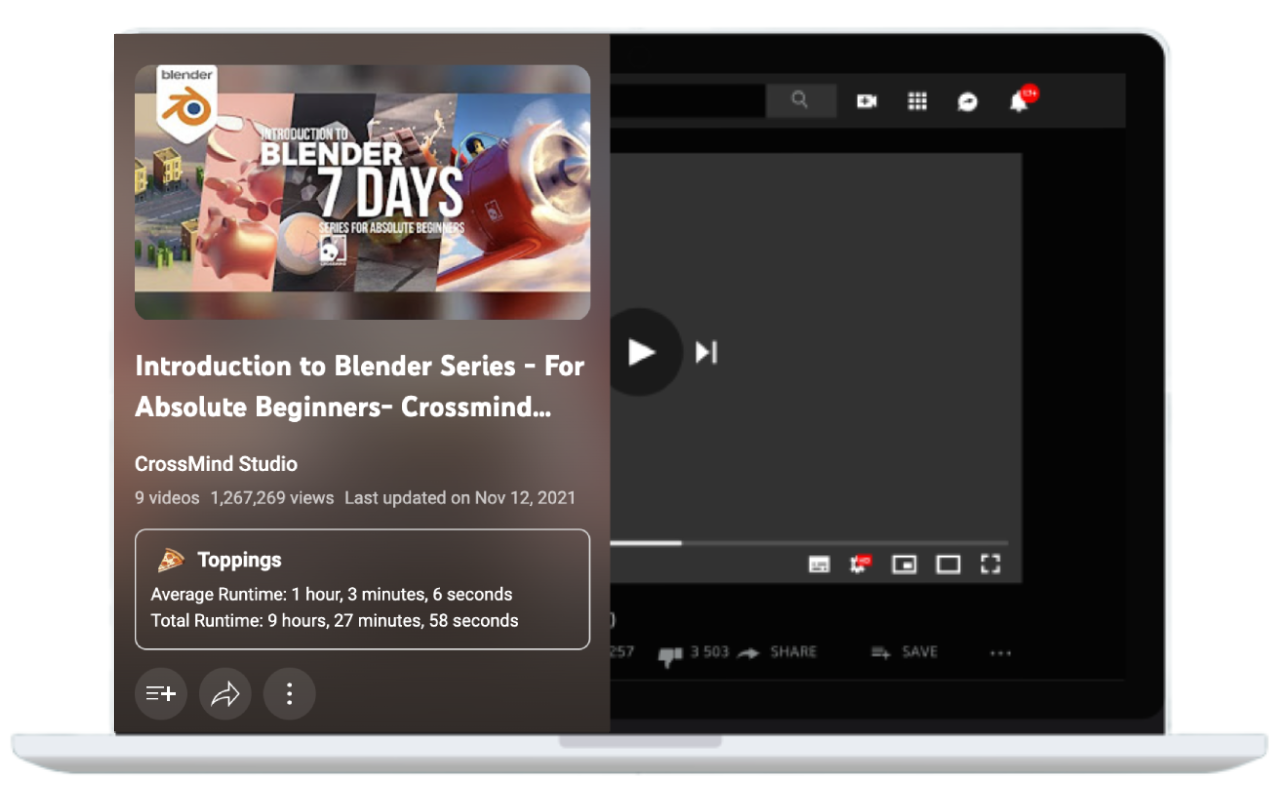 blender
INTRODUCTION TO
BLENDER
7 DAYS
SERIES FOR ABSOLUTE BEGINNERS
Introduction to Blender Series - For
Absolute Beginners- Crossmind...
CrossMind Studio
9 videos 1,267,269 views Last updated on Nov 12, 2021
Toppings
Average Runtime: 1 hour, 3 minutes, 6 seconds
Total Runtime: 9 hours, 27 minutes, 58 seconds
)
257 3 503 SHARE SAVE